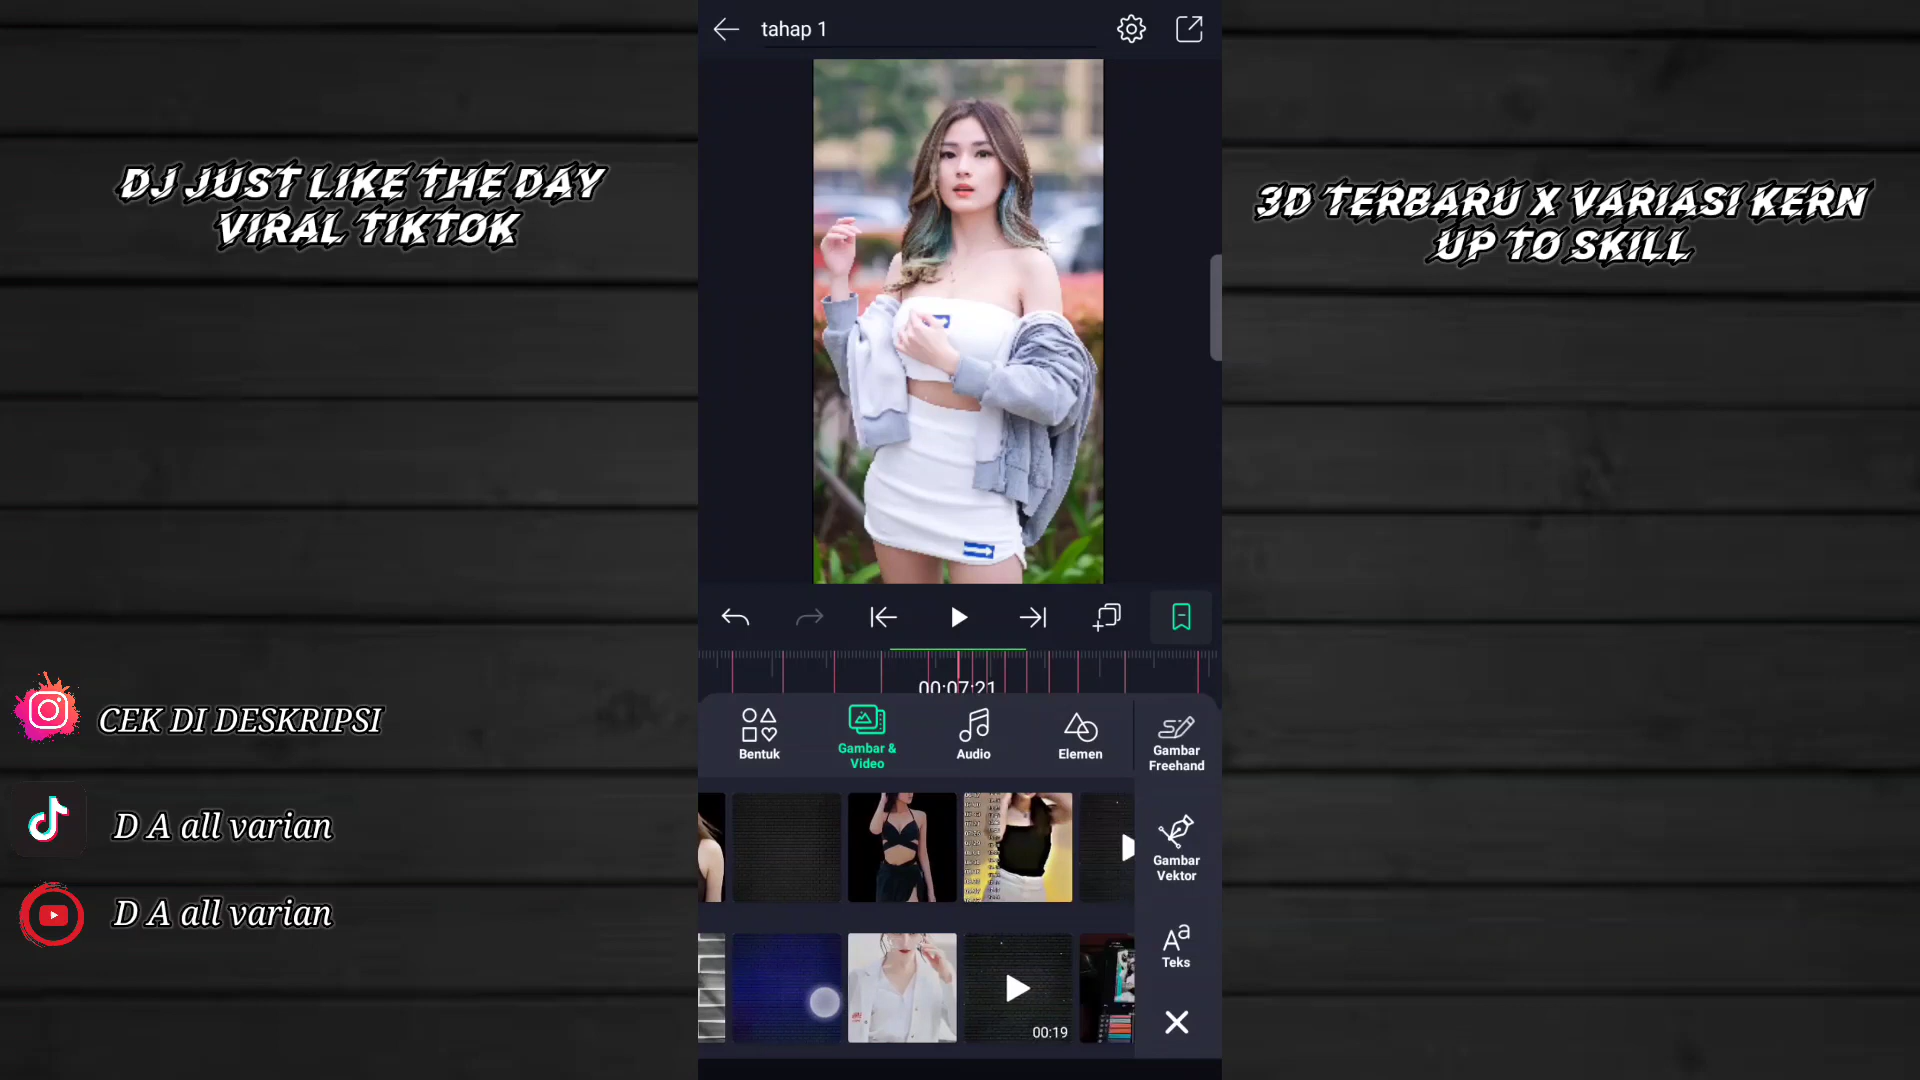 tahap 1
DJ JUST LIKE THE DAY
VIRAL TIKTOK
3D TERBARU X VARIASI KERN
UP TO SKILL
00:07:21
Bentuk
Gambar &
Video
Audio
Elemen
Gambar
Freehand
Gambar
Vektor
Teks
00:19
CEK DI DESKRIPSI
D A all varian
D A all varian